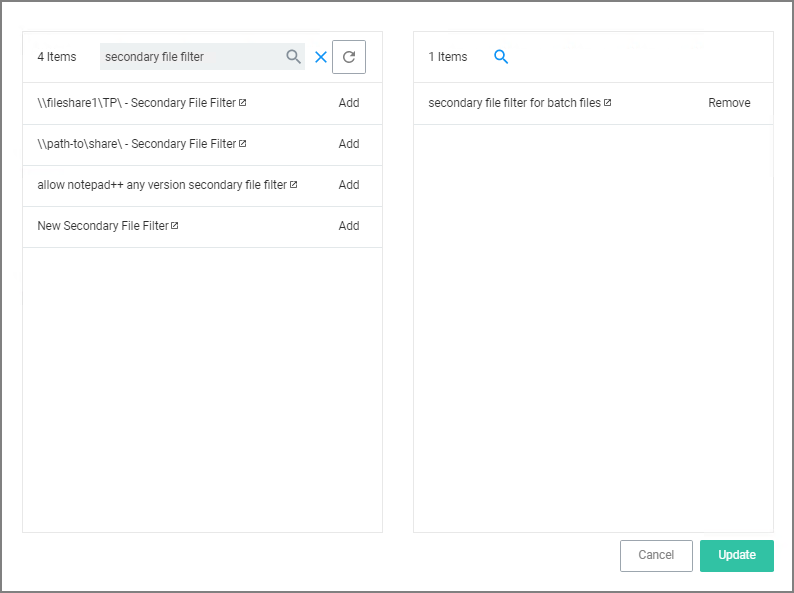 4 Items
secondary file filter
\\fileshare1\TP\ - Secondary File Filter
Add
\\path-to\share\ - Secondary File Filter
Add
allow notepad++ any version secondary file filter
Add
New Secondary File Filter
Add
1 Items
secondary file filter for batch files
Remove
Cancel
Update